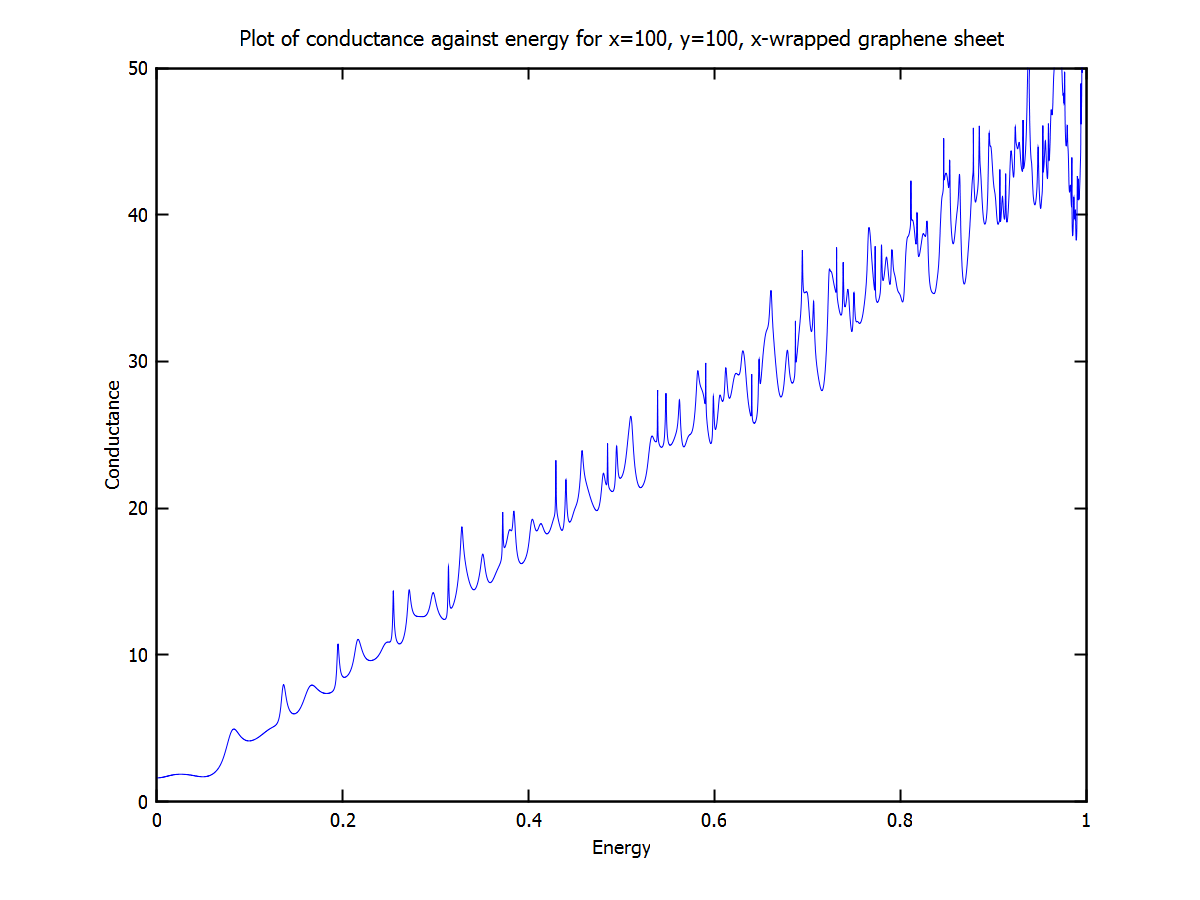 Plot of conductance against energy for x=100, y=100, x-wrapped graphene sheet
50
40
30
20
10
0
Conductance
0 0.2 0.4 0.6 0.8 1
Energy